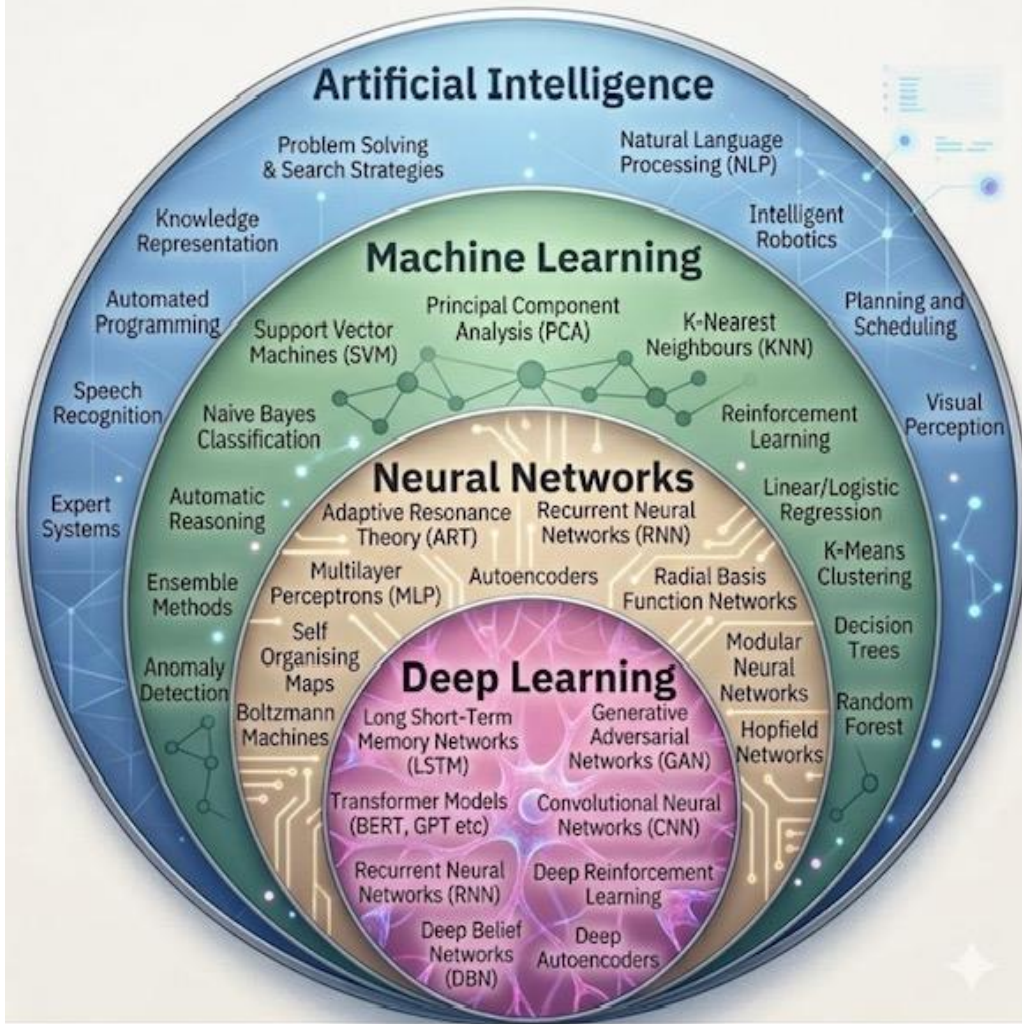 Artificial Intelligence
Problem Solving
& Search Strategies
Natural Language
Processing (NLP)
Knowledge
Representation
Intelligent
Robotics
Automated
Programming
Planning and
Scheduling
Speech
Recognition
Visual
Perception
Expert
Systems
Machine Learning
Principal Component
Analysis (PCA)
Support Vector
Machines (SVM)
K-Nearest
Neighbours (KNN)
Naive Bayes
Classification
Reinforcement
Learning
Automatic
Reasoning
Linear/Logistic
Regression
Ensemble
Methods
K-Means
Clustering
Anomaly
Detection
Decision
Trees
Random
Forest
Neural Networks
Adaptive Resonance
Theory (ART)
Recurrent Neural
Networks (RNN)
Multilayer
Perceptrons (MLP)
Autoencoders
Radial Basis
Function Networks
Self
Organising
Maps
Modular
Neural
Networks
Boltzmann
Machines
Hopfield
Networks
Deep Learning
Long Short-Term
Memory Networks
(LSTM)
Generative
Adversarial
Networks (GAN)
Transformer Models
(BERT, GPT etc)
Convolutional Neural
Networks (CNN)
Recurrent Neural
Networks (RNN)
Deep Reinforcement
Learning
Deep Belief
Networks
(DBN)
Deep
Autoencoders